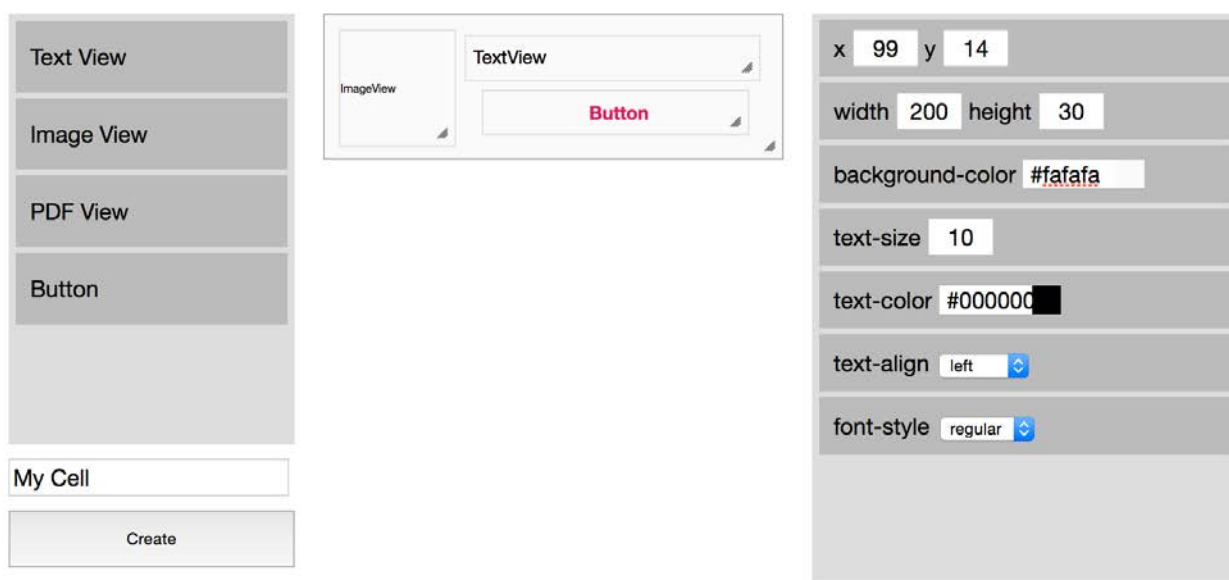 Text View
Image View
PDF View
Button
My Cell
Create
ImageView
TextView
Button
x 99 y 14
width 200 height 30
background-color #fafafa
text-size 10
text-color #000000
text-align left
font-style regular